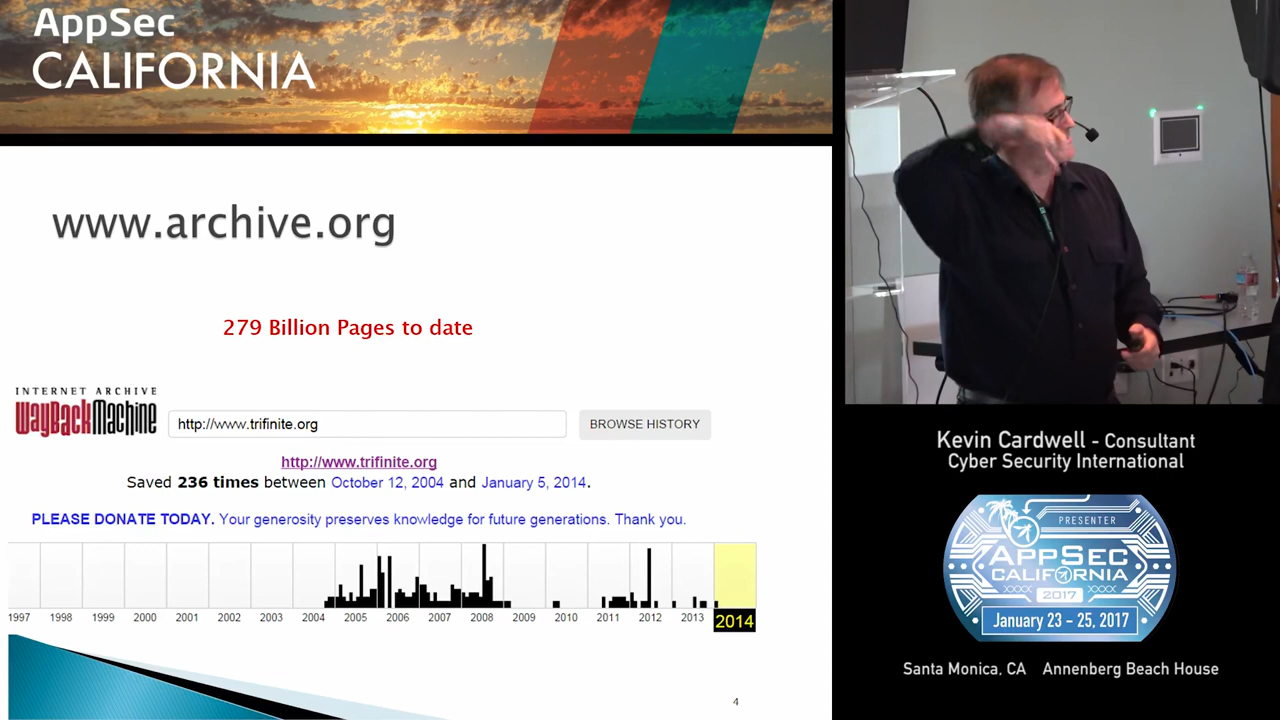 AppSec
CALIFORNIA
www.archive.org
279 Billion Pages to date
INTERNET ARCHIVE
WayBackMachine
http://www.trifinite.org
BROWSE HISTORY
http://www.trifinite.org
Saved 236 times between October 12, 2004 and January 5, 2014.
PLEASE DONATE TODAY. Your generosity preserves knowledge for future generations. Thank you.
1997 1998 1999 2000 2001 2002 2003 2004 2005 2006 2007 2008 2009 2010 2011 2012 2013 2014
4
Kevin Cardwell - Consultant
Cyber Security International
PRESENTER
APPSEC
CALIFORNIA
XXXX 2017 XXXX
January 23 - 25, 2017
Santa Monica, CA Annenberg Beach House